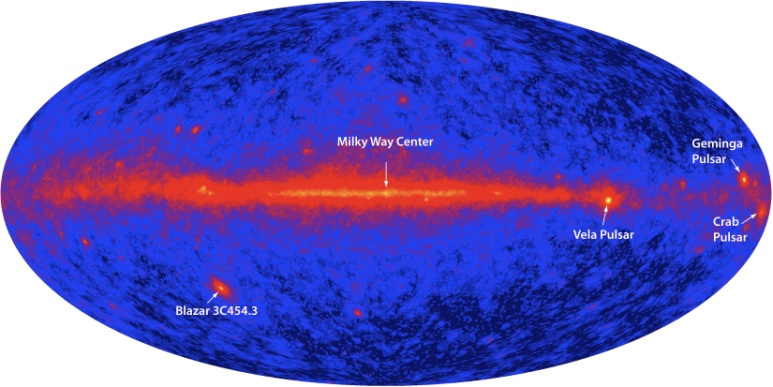 Milky Way Center
Geminga
Pulsar
Vela Pulsar
Crab
Pulsar
Blazar 3C454.3